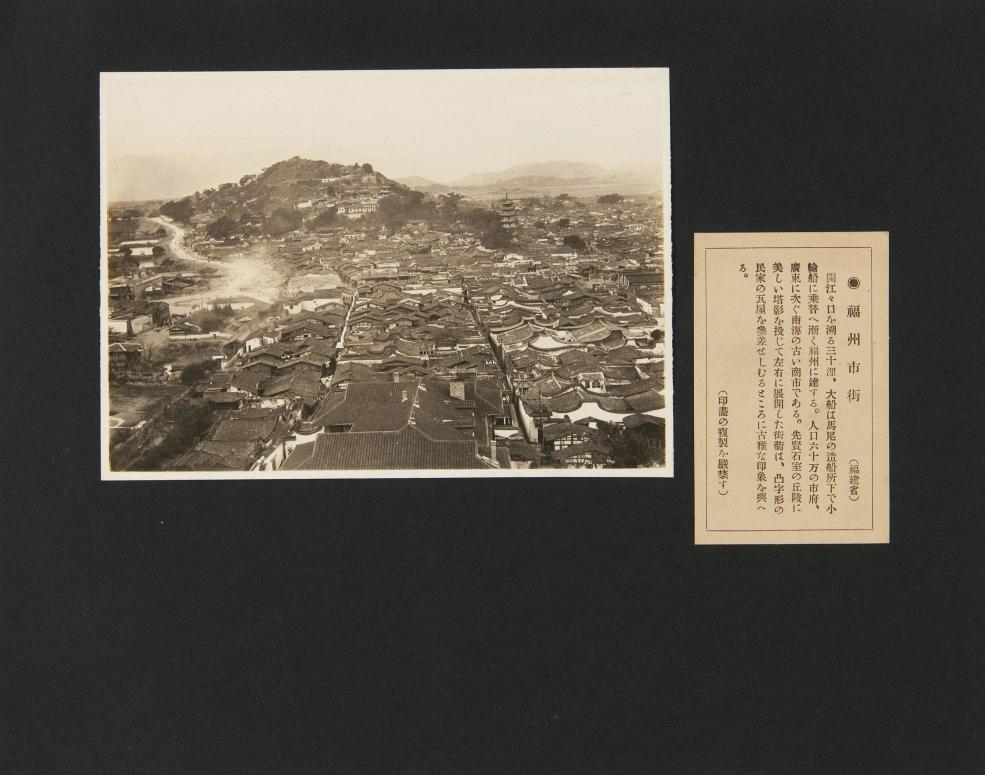 ◉福州市街 (福建省)
閩江々口を溯る三十浬、大船は馬尾の造船所下で小
輪船に乘替へ漸く福州に達する。人口六十万の市府、
廣東に次ぐ南海の古い商市である。先賢石室の丘陵に
美しい塔影を投じて左右に展開した街衢は、凸字形の
民家の瓦屋を參差せしむるところに古雅な印象を與へ
る。
(印畵の複製を嚴禁す)